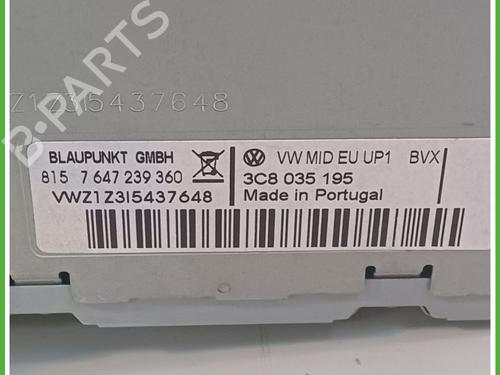 Z1Z3I5437648
B-PARTS
BLAUPUNKT GMBH
815 7 647 239 360
VWZ1Z3I5437648
VW MID EU UP1 BVX
3C8 035 195
Made in Portugal